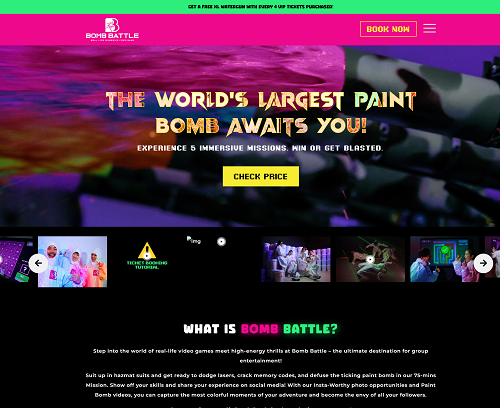 GET A FREE XL WATERGUN WITH EVERY 4 VIP TICKETS PURCHASED!
BOMB BATTLE
BOOK NOW
THE WORLD'S LARGEST PAINT
BOMB AWAITS YOU!
EXPERIENCE 5 IMMERSIVE MISSIONS. WIN OR GET BLASTED.
CHECK PRICE
img
TICKET BOOKING
TUTORIAL
WHAT IS BOMB BATTLE?
Step into the world of real-life video games meet high-energy thrills at Bomb Battle – the ultimate destination for group
entertainment!
Suit up in hazmat suits and get ready to dodge lasers, crack memory codes, and defuse the ticking paint bomb in our 75-mins
Mission. Show off your skills and share your experience on social media! With our Insta-Worthy photo opportunities and Paint
Bomb videos, you can capture the most colorful moments of your adventure and become the envy of all your followers.